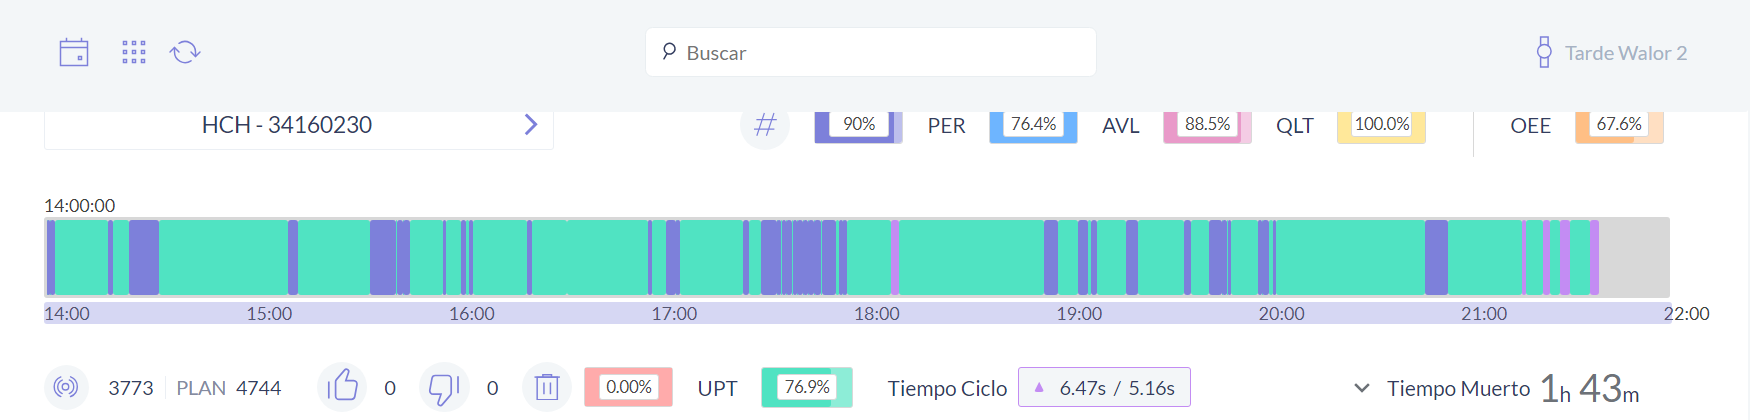 Buscar
Tarde Walor 2
HCH - 34160230
# 90% PER 76.4% AVL 88.5% QLT 100.0% OEE 67.6%
14:00:00
14:00 15:00 16:00 17:00 18:00 19:00 20:00 21:00 22:00
3773 PLAN 4744 0 0 0.00% UPT 76.9% Tiempo Ciclo 6.47s / 5.16s Tiempo Muerto 1h 43m